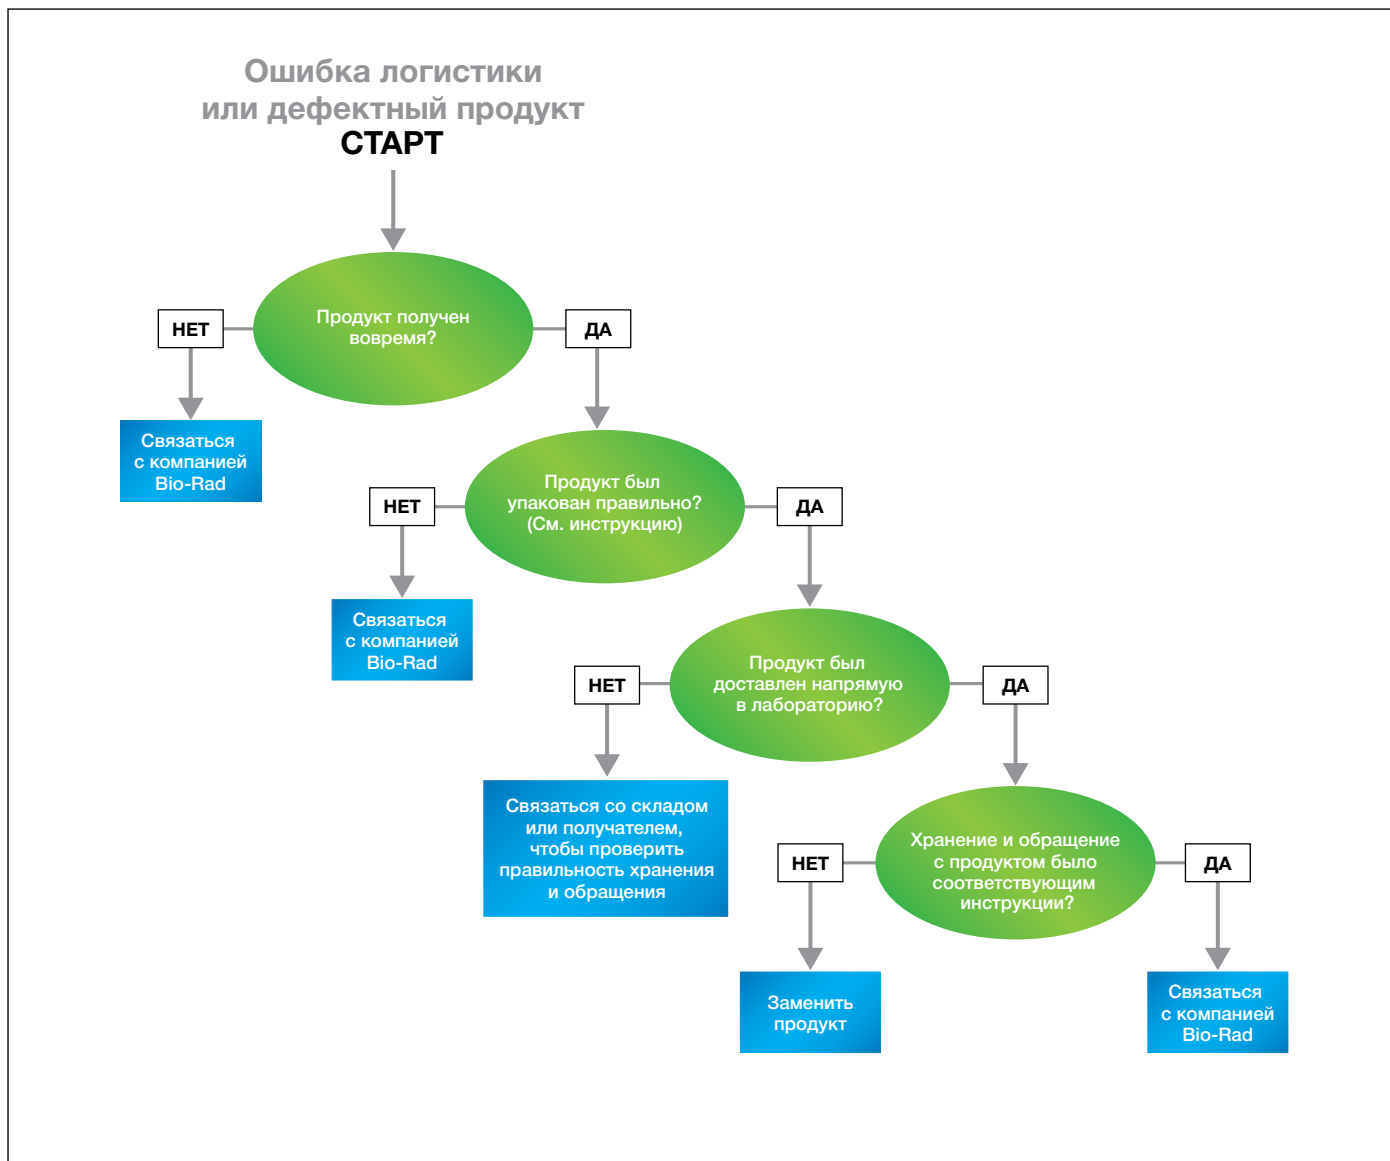 Ошибка логистики
или дефектный продукт
СТАРТ
Продукт получен
вовремя?
НЕТ
ДА
Связаться
с компанией
Bio-Rad
Продукт был
упакован правильно?
(См. инструкцию)
НЕТ
ДА
Связаться
с компанией
Bio-Rad
Продукт был
доставлен напрямую
в лабораторию?
НЕТ
ДА
Связаться со складом
или получателем,
чтобы проверить
правильность хранения
и обращения
Хранение и обращение
с продуктом было
соответствующим
инструкции?
НЕТ
ДА
Заменить
продукт
Связаться
с компанией
Bio-Rad